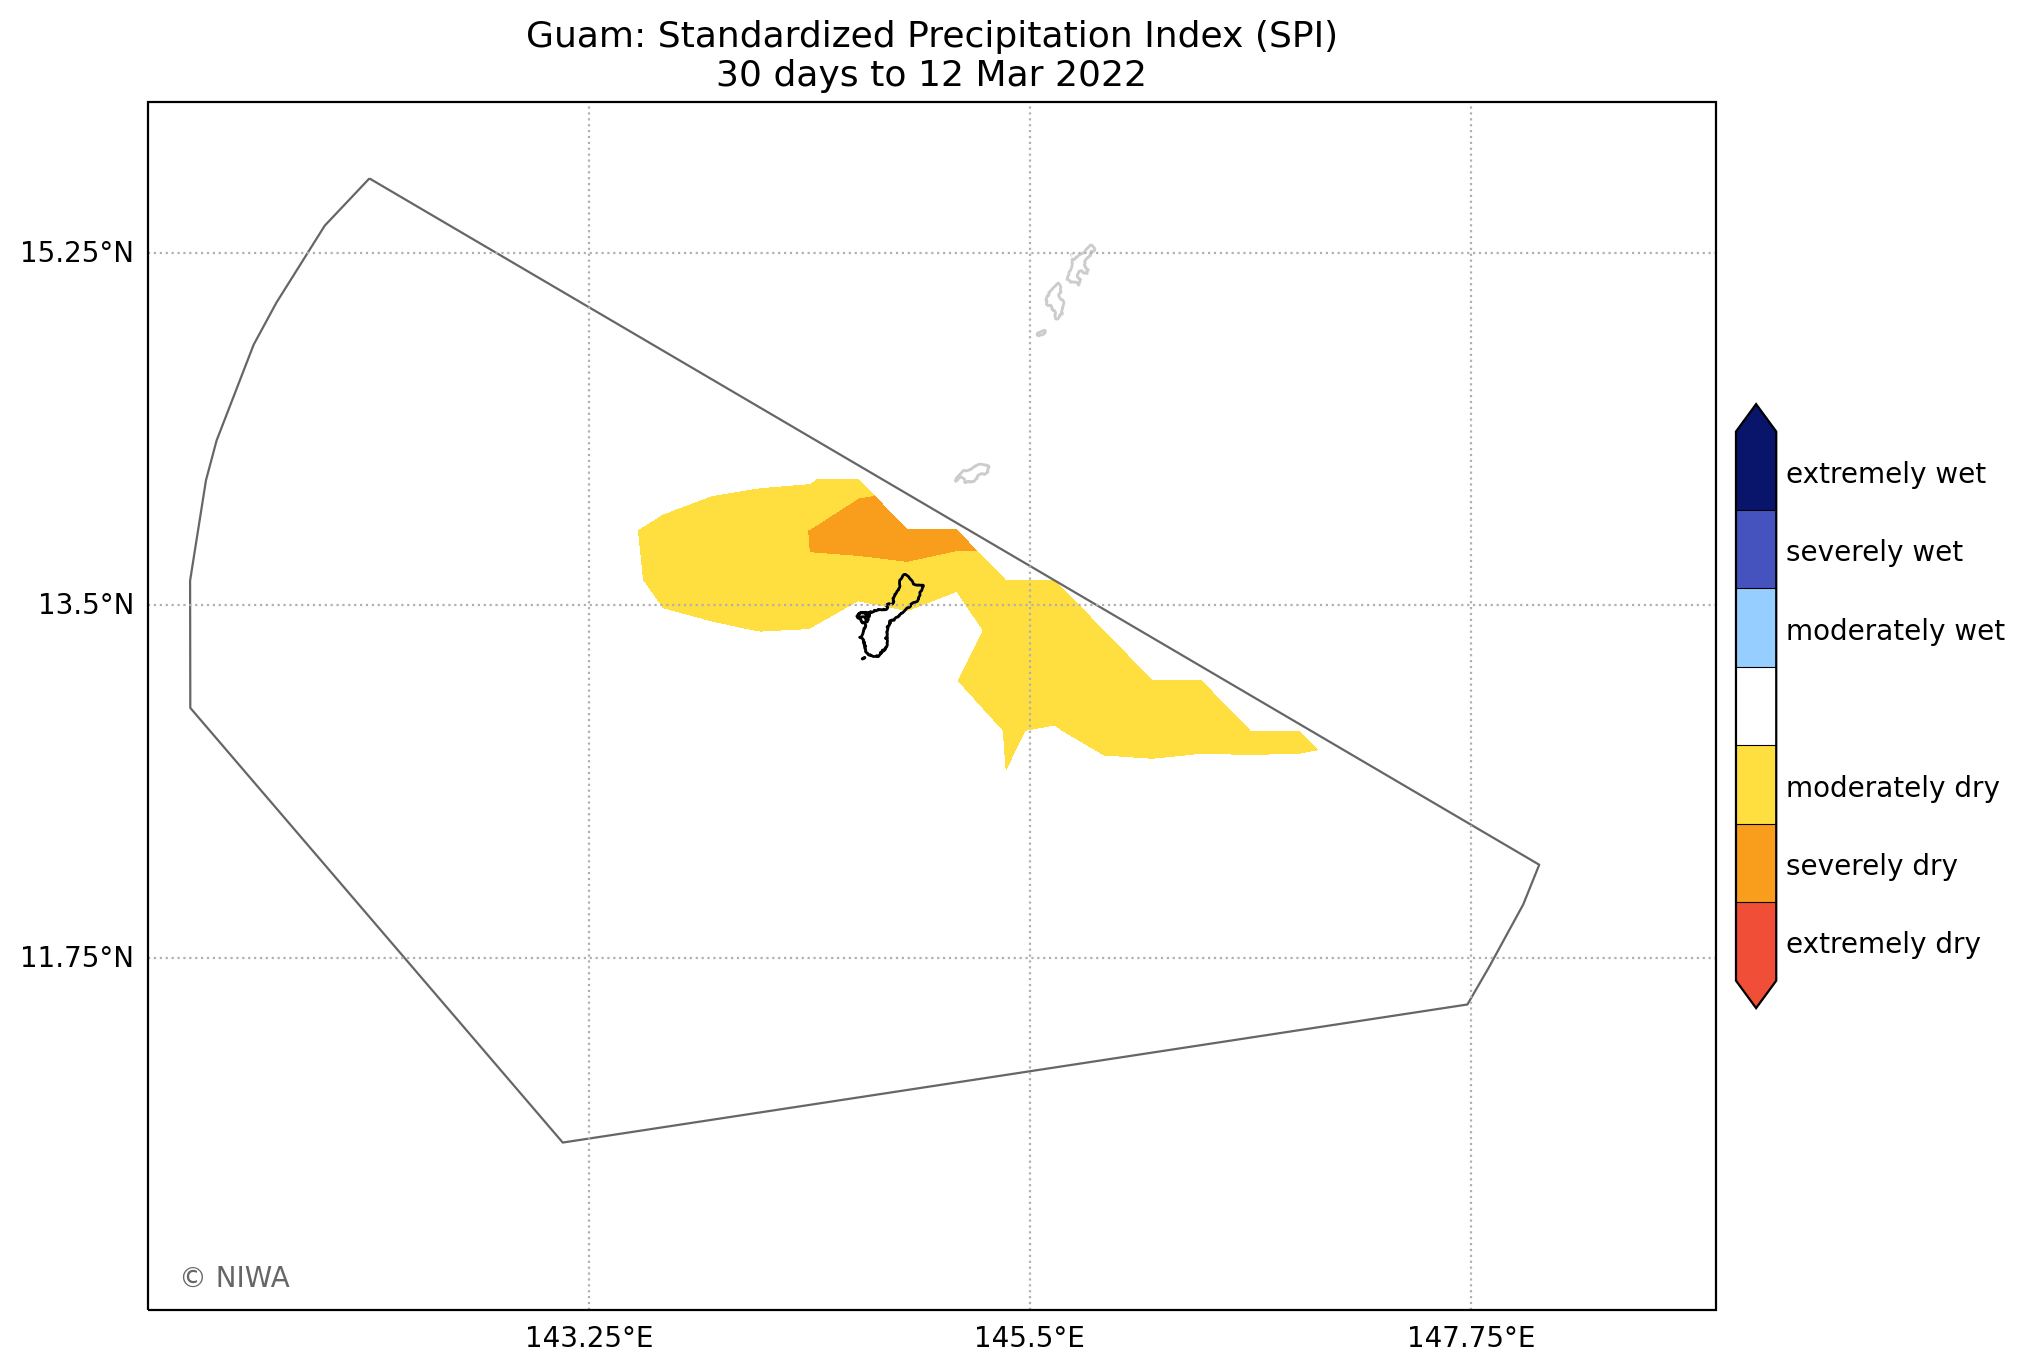 Guam: Standardized Precipitation Index (SPI)
30 days to 12 Mar 2022
15.25°N
13.5°N
11.75°N
143.25°E
145.5°E
147.75°E
extremely wet
severely wet
moderately wet
moderately dry
severely dry
extremely dry
© NIWA